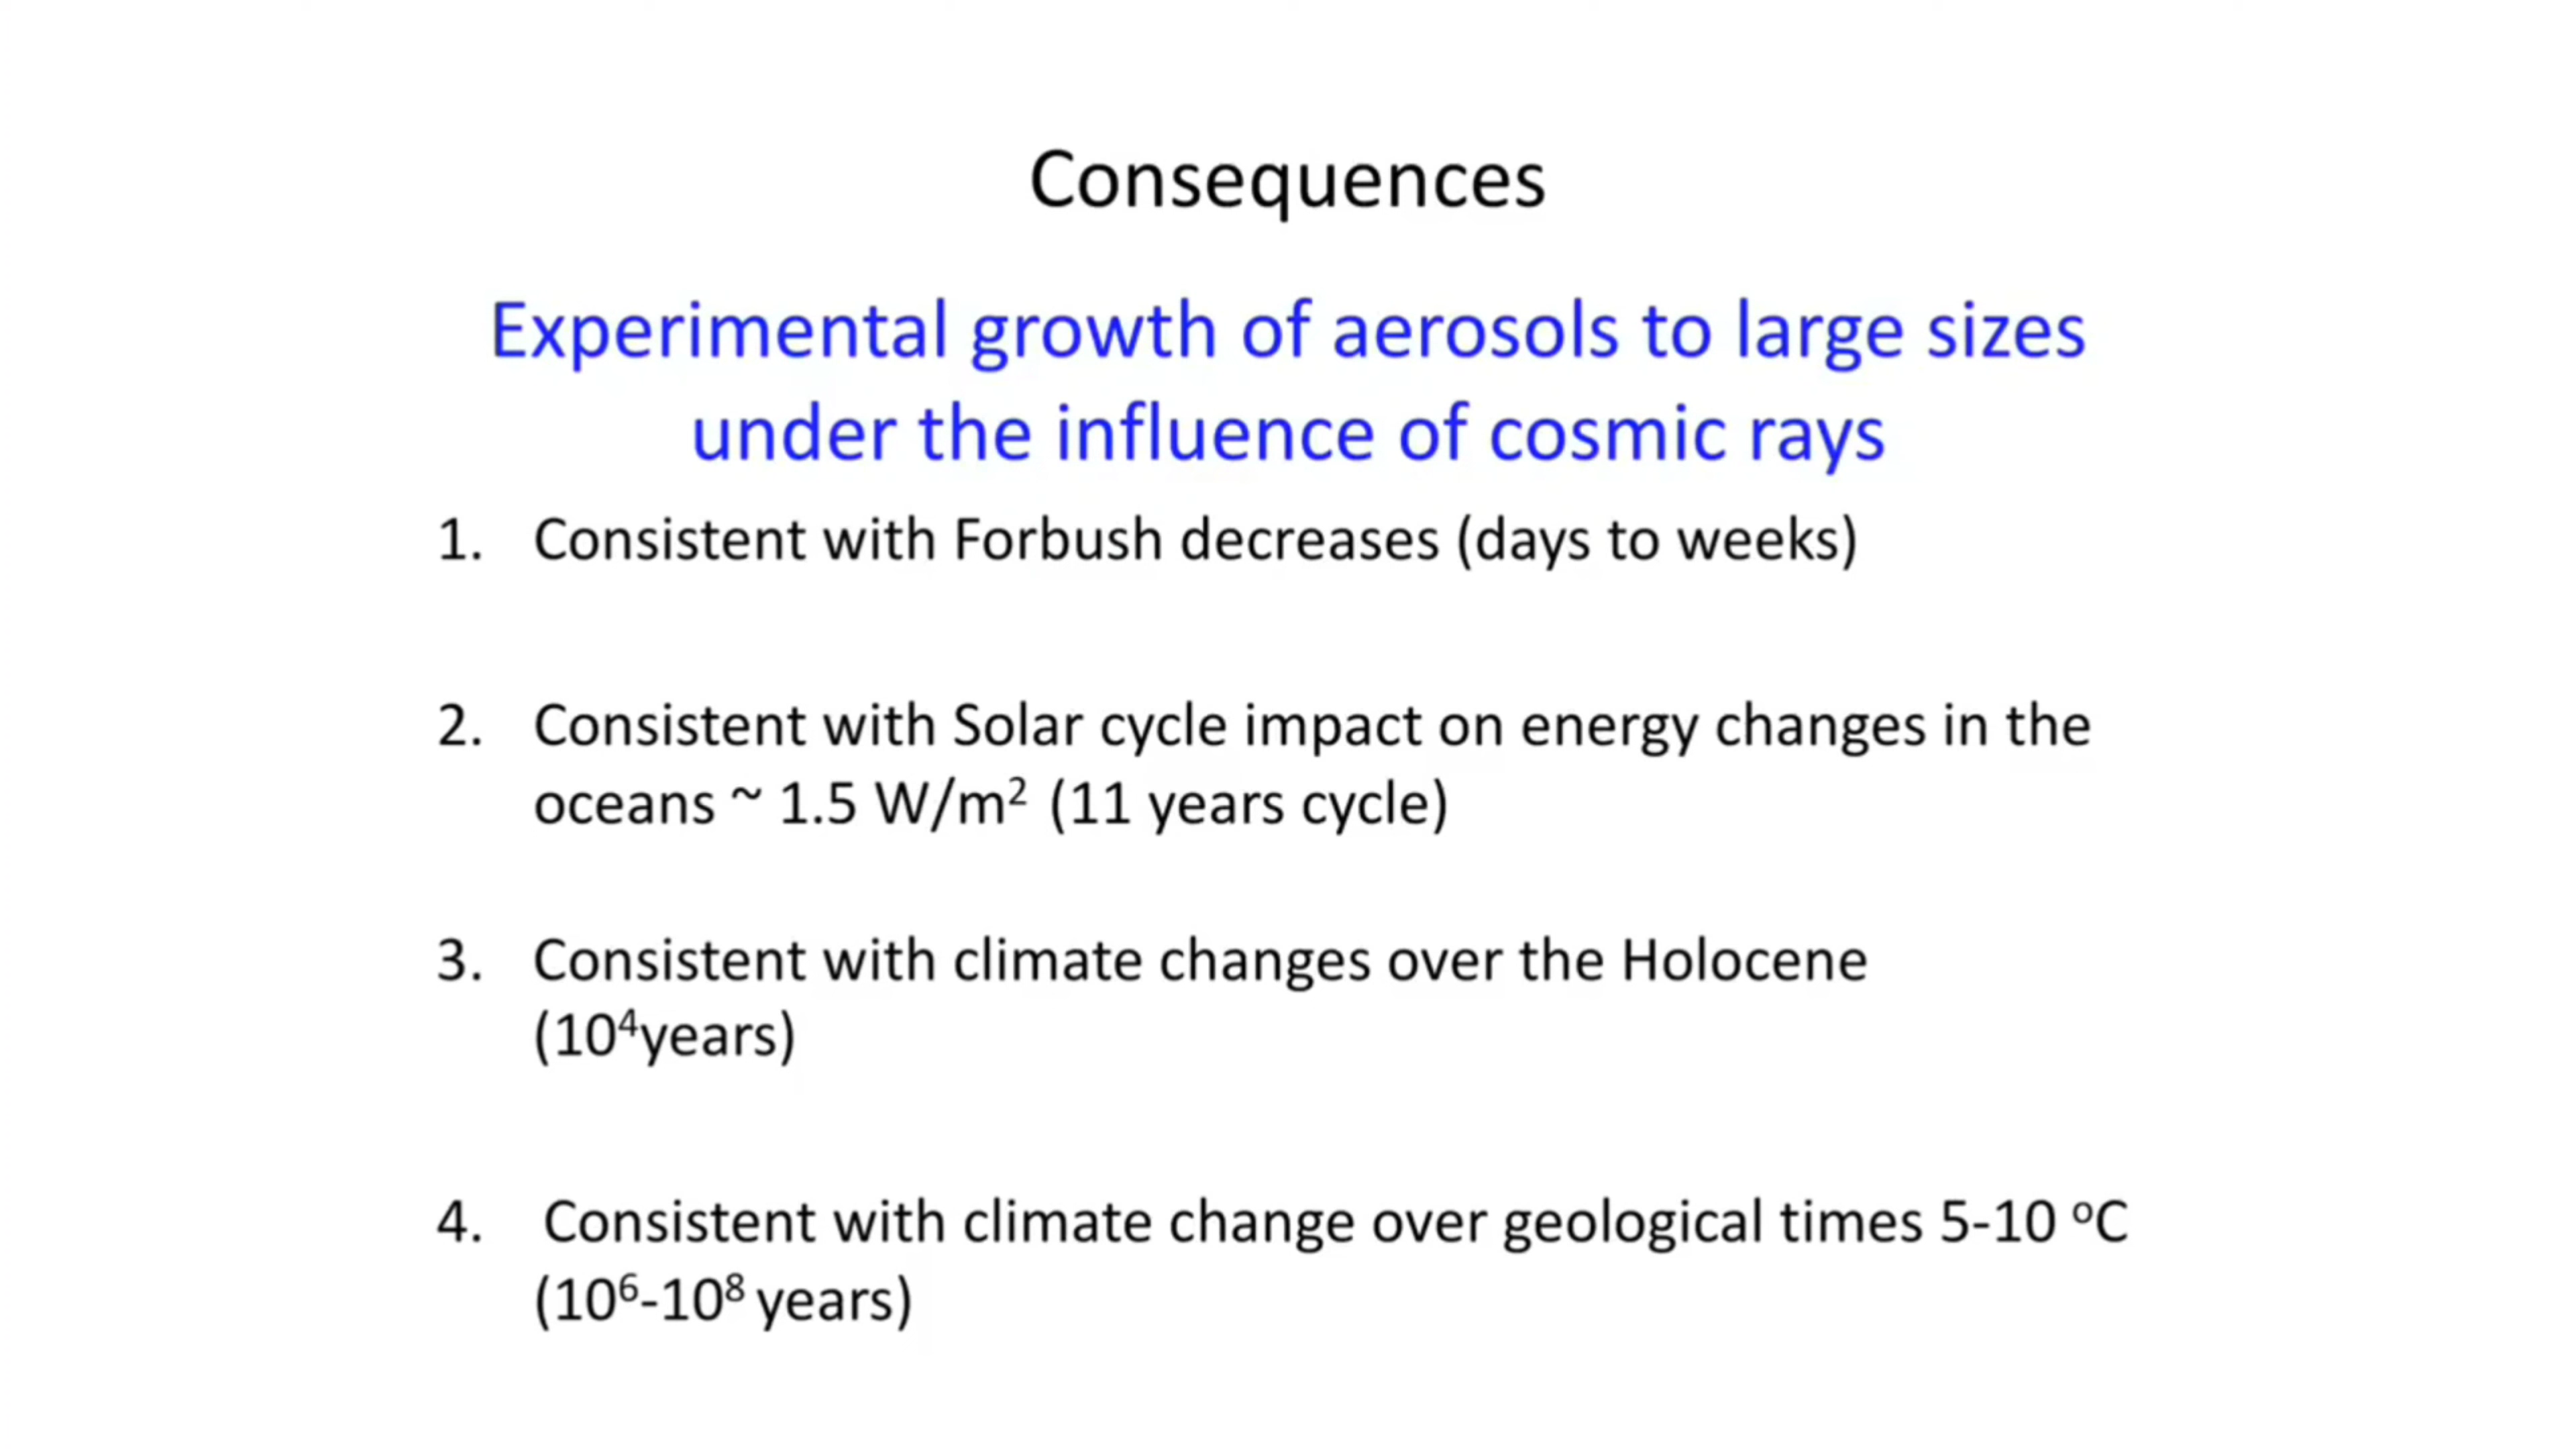 Consequences
Experimental growth of aerosols to large sizes
under the influence of cosmic rays
1. Consistent with Forbush decreases (days to weeks)
2. Consistent with Solar cycle impact on energy changes in the
oceans ~ 1.5 W/m² (11 years cycle)
3. Consistent with climate changes over the Holocene
(10⁴years)
4. Consistent with climate change over geological times 5-10 ºC
(10⁶-10⁸ years)